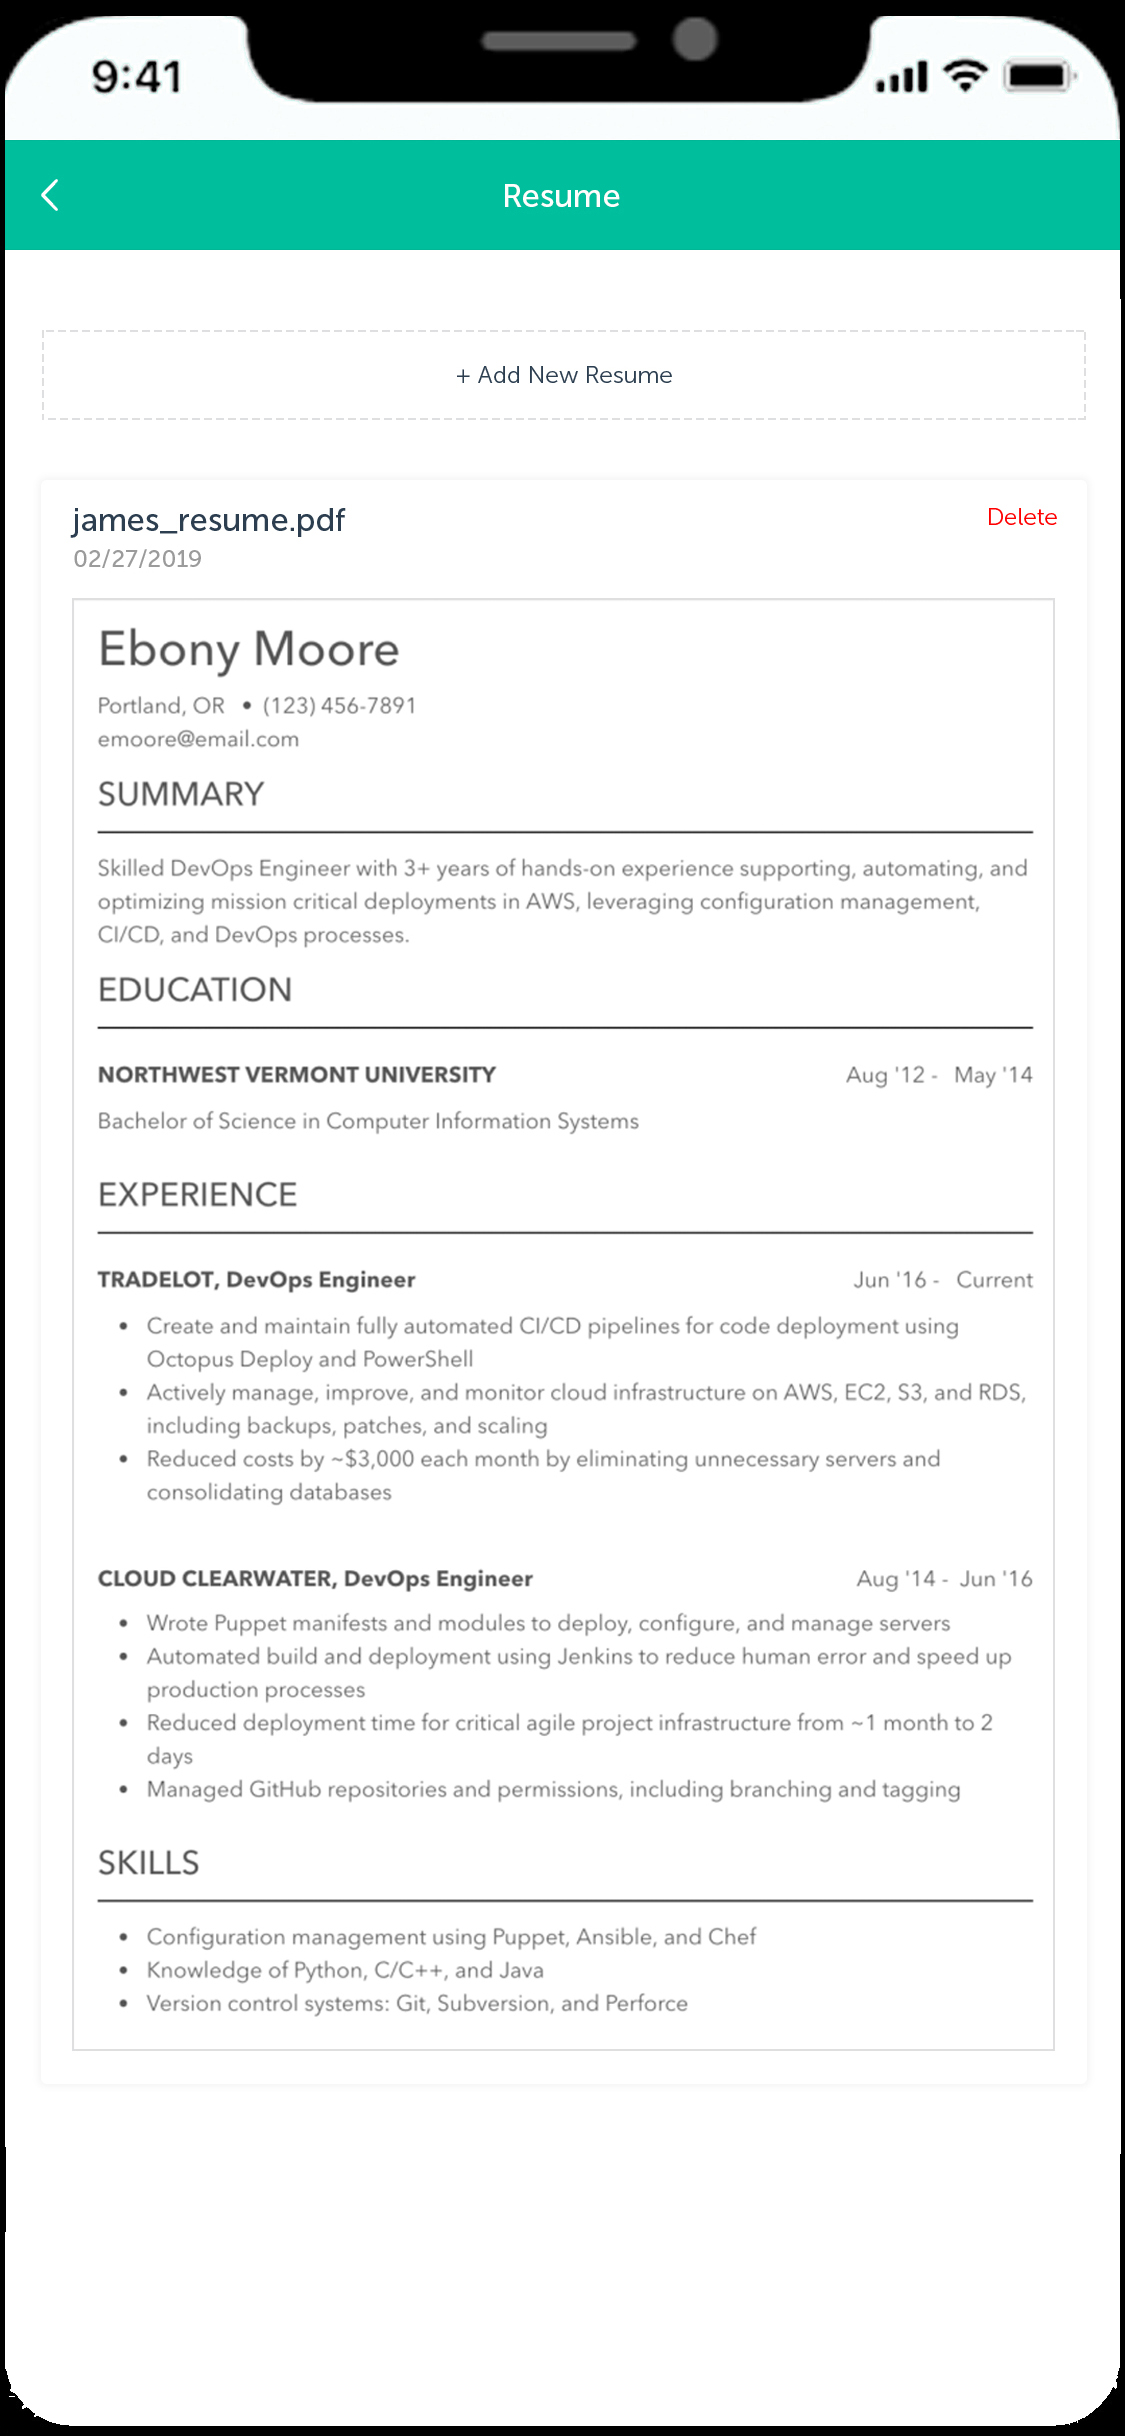 9:41
Resume
+ Add New Resume
james_resume.pdf
Delete
02/27/2019
Ebony Moore
Portland, OR • (123) 456-7891
emoore@email.com
SUMMARY
Skilled DevOps Engineer with 3+ years of hands-on experience supporting, automating, and
optimizing mission critical deployments in AWS, leveraging configuration management,
CI/CD, and DevOps processes.
EDUCATION
NORTHWEST VERMONT UNIVERSITY Aug '12 - May '14
Bachelor of Science in Computer Information Systems
EXPERIENCE
TRADELOT, DevOps Engineer Jun '16 - Current
• Create and maintain fully automated CI/CD pipelines for code deployment using
Octopus Deploy and PowerShell
• Actively manage, improve, and monitor cloud infrastructure on AWS, EC2, S3, and RDS,
including backups, patches, and scaling
• Reduced costs by ~$3,000 each month by eliminating unnecessary servers and
consolidating databases
CLOUD CLEARWATER, DevOps Engineer Aug '14 - Jun '16
• Wrote Puppet manifests and modules to deploy, configure, and manage servers
• Automated build and deployment using Jenkins to reduce human error and speed up
production processes
• Reduced deployment time for critical agile project infrastructure from ~1 month to 2
days
• Managed GitHub repositories and permissions, including branching and tagging
SKILLS
• Configuration management using Puppet, Ansible, and Chef
• Knowledge of Python, C/C++, and Java
• Version control systems: Git, Subversion, and Perforce